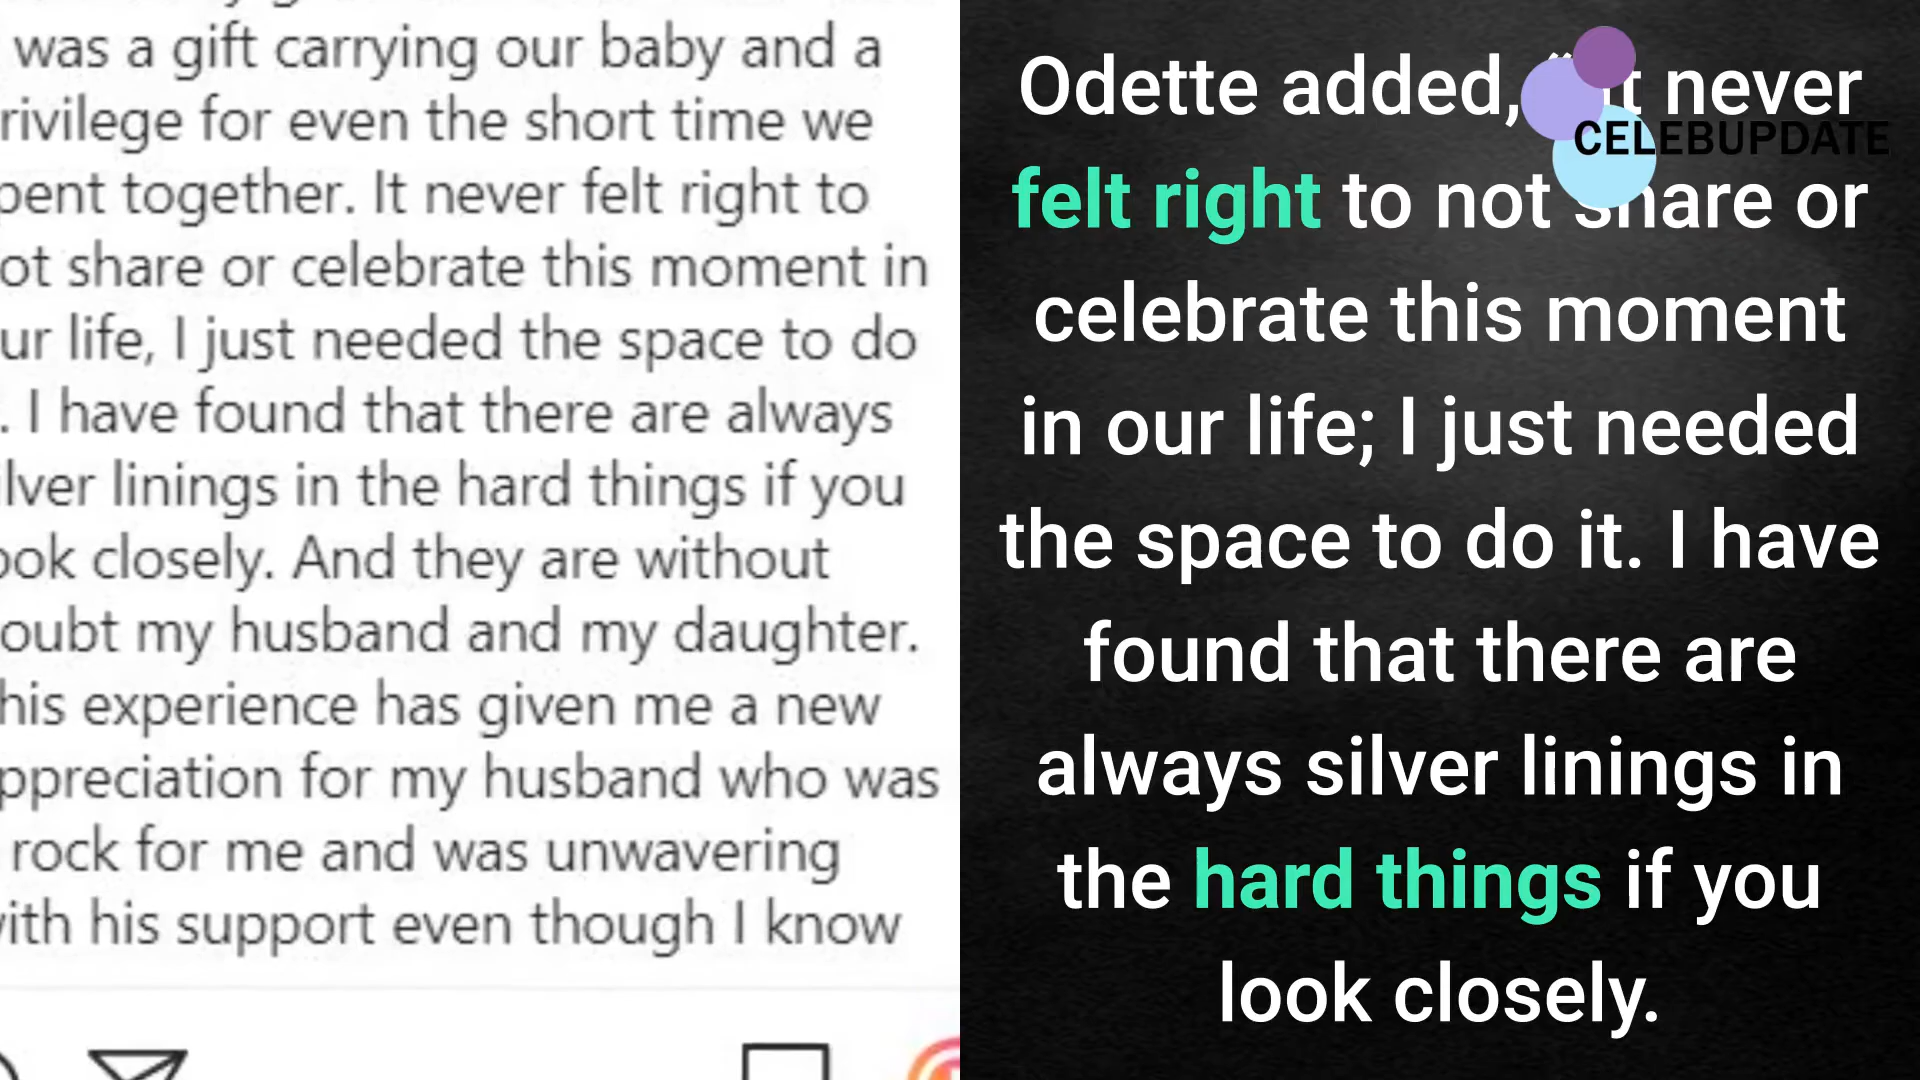 was a gift carrying our baby and a
rivilege for even the short time we
pent together. It never felt right to
ot share or celebrate this moment in
ur life, I just needed the space to do
. I have found that there are always
lver linings in the hard things if you
ook closely. And they are without
oubt my husband and my daughter.
his experience has given me a new
ppreciation for my husband who was
rock for me and was unwavering
ith his support even though I know
Odette added, “It never
felt right to not share or
celebrate this moment
in our life; I just needed
the space to do it. I have
found that there are
always silver linings in
the hard things if you
look closely.
CELEBUPDATE